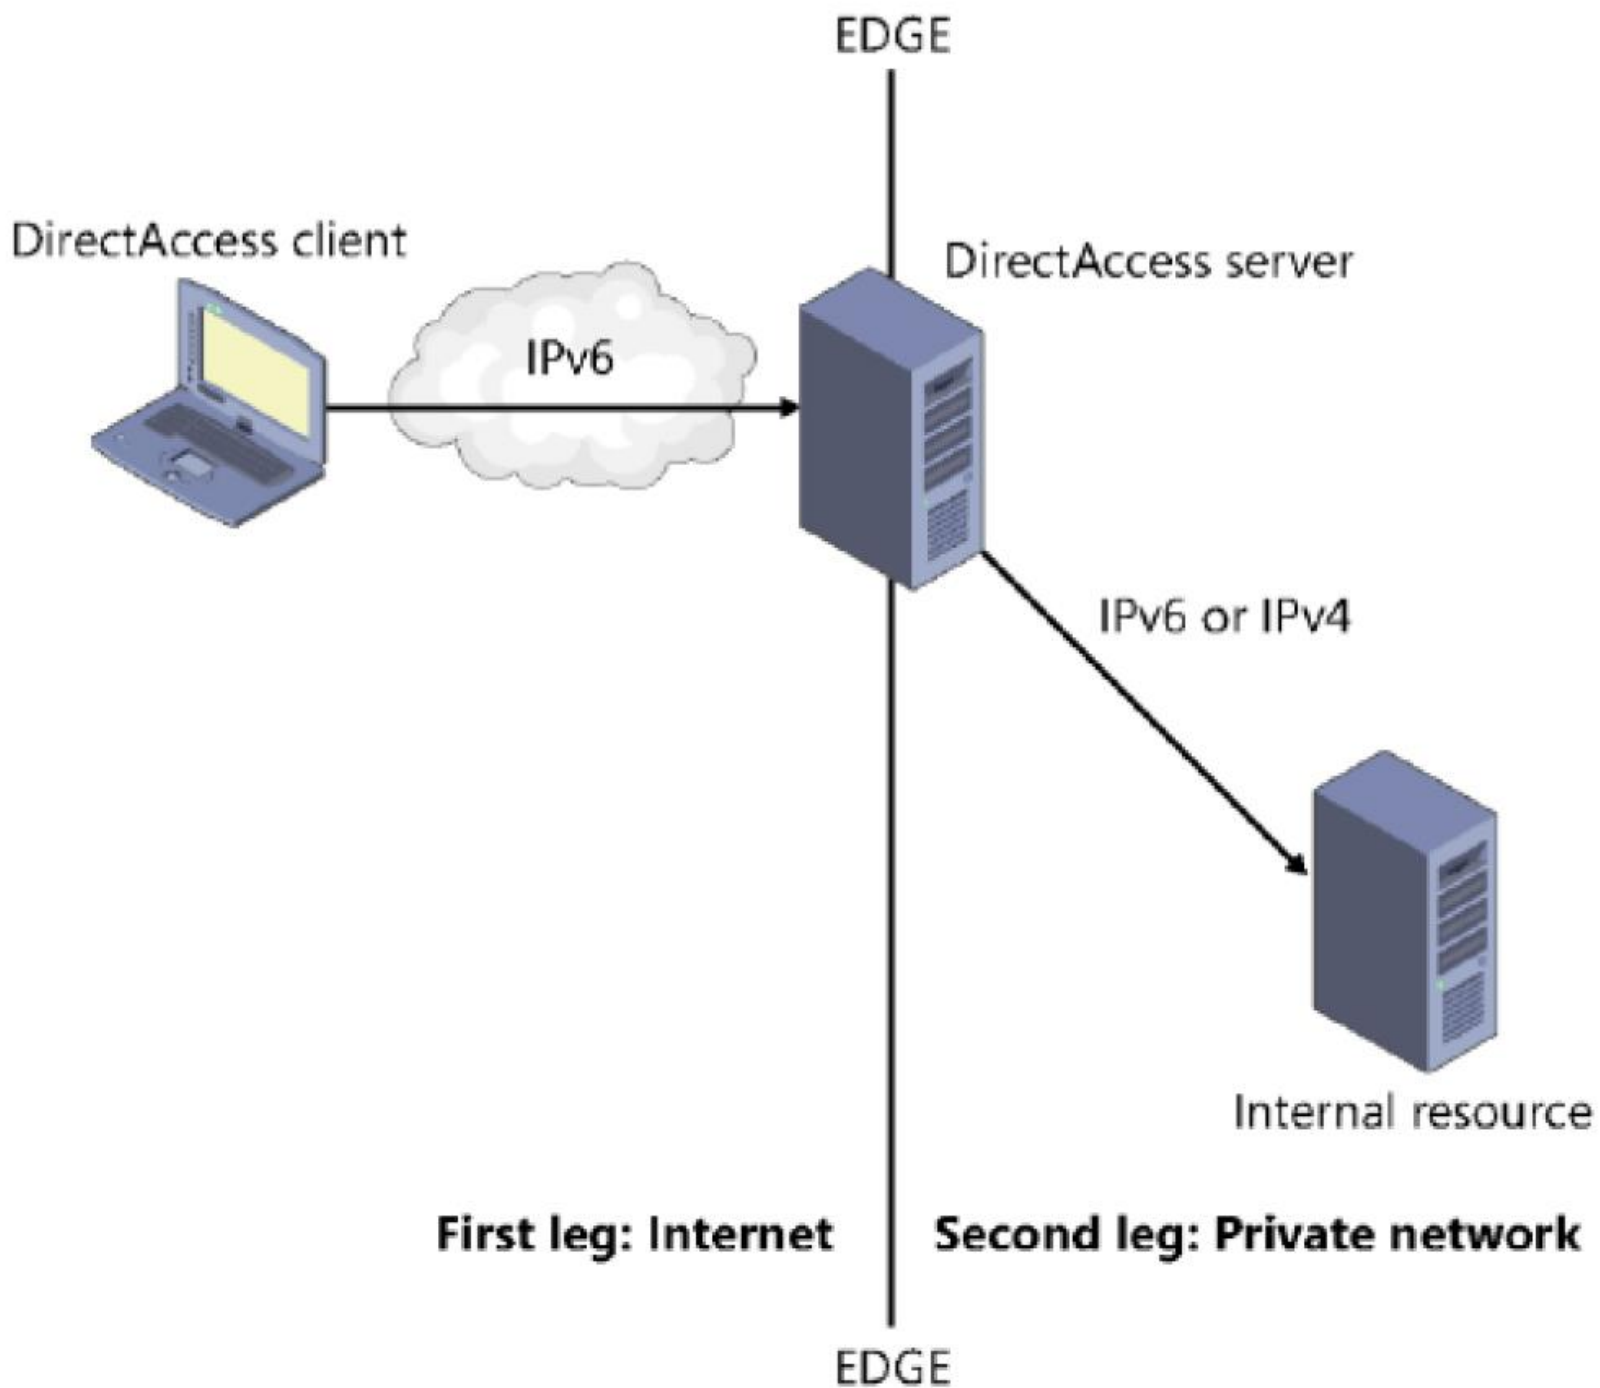 EDGE
DirectAccess client
DirectAccess server
IPv6
IPv6 or IPv4
Internal resource
First leg: Internet
Second leg: Private network
EDGE